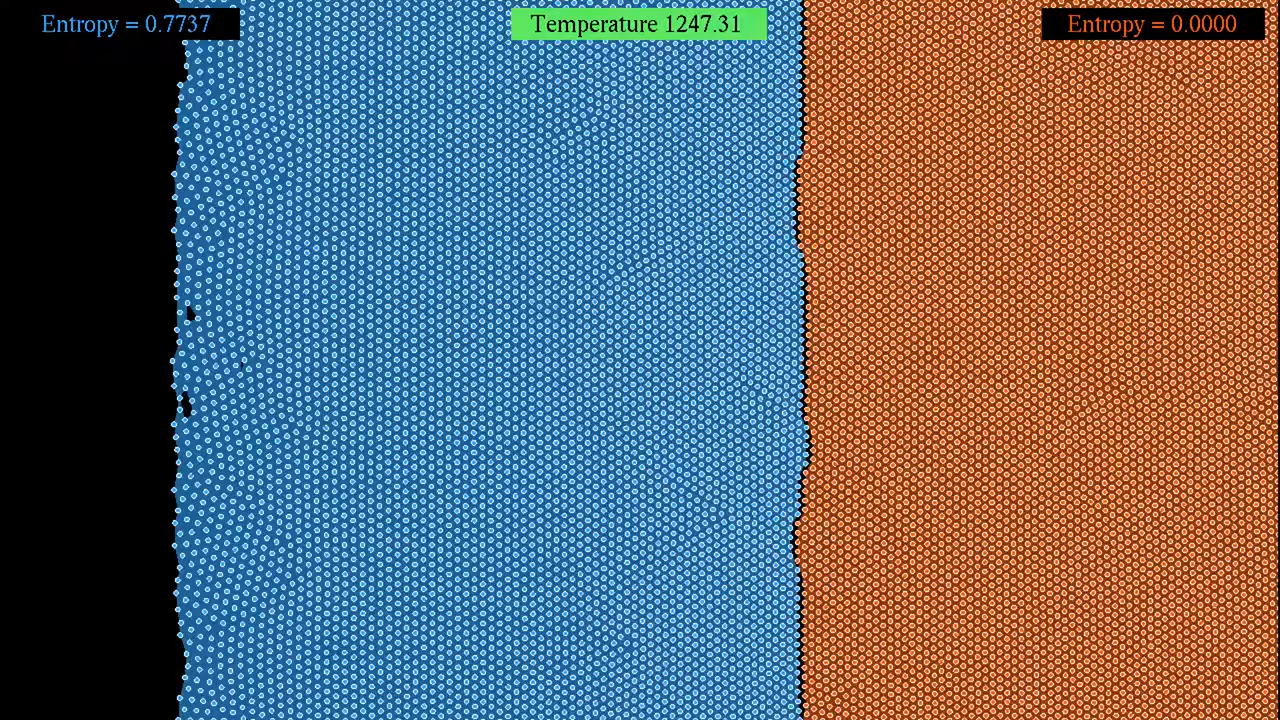 Entropy = 0.7737
Temperature 1247.31
Entropy = 0.0000